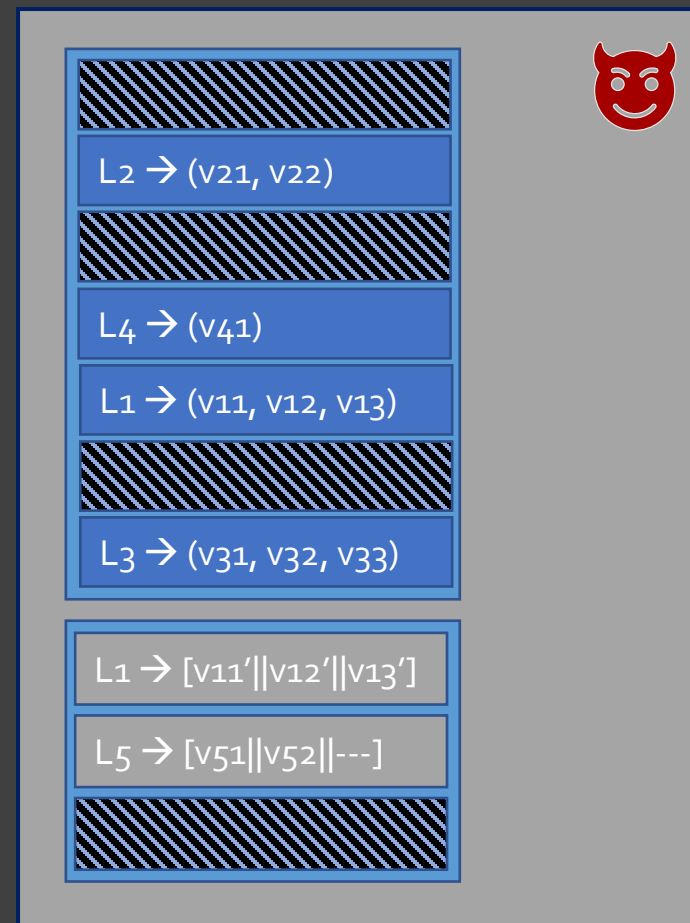 L2 → (v21, v22)
L4 → (v41)
L1 → (v11, v12, v13)
L3 → (v31, v32, v33)
L1 → [v11’||v12’||v13’]
L5 → [v51||v52||---]